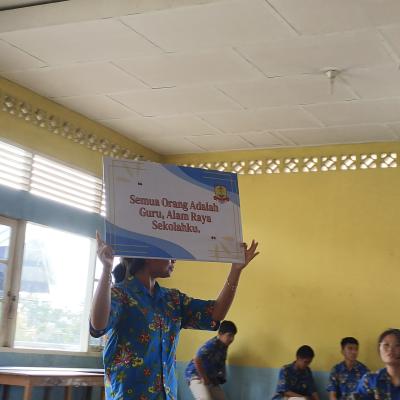 "
Semua Orang Adalah
Guru, Alam Raya
Sekolahku.
"